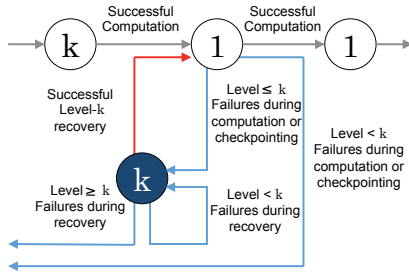 Successful
Computation
Successful
Computation
k
1
1
Successful
Level-k
recovery
Level ≤ k
Failures during
computation or
checkpointing
Level < k
Failures during
computation or
checkpointing
k
Level ≥ k
Failures during
recovery
Level < k
Failures during
recovery